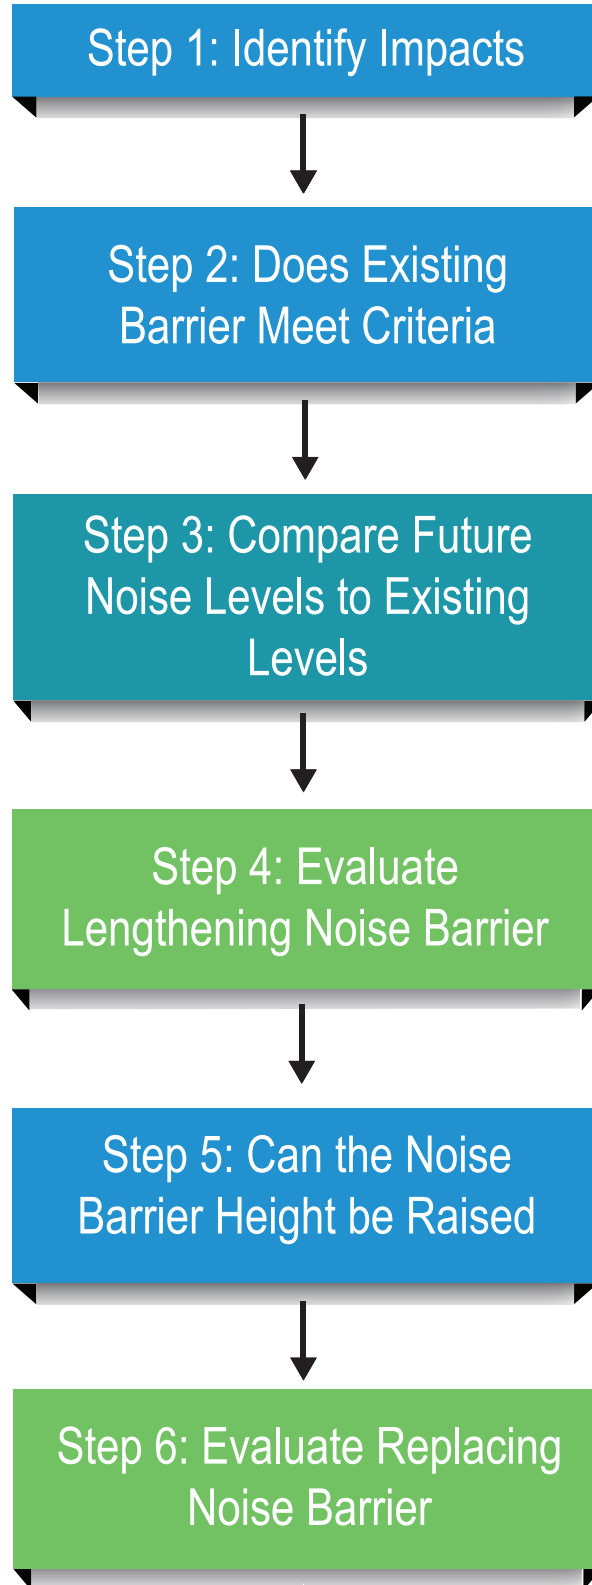 Step 1: Identify Impacts
Step 2: Does Existing
Barrier Meet Criteria
Step 3: Compare Future
Noise Levels to Existing
Levels
Step 4: Evaluate
Lengthening Noise Barrier
Step 5: Can the Noise
Barrier Height be Raised
Step 6: Evaluate Replacing
Noise Barrier